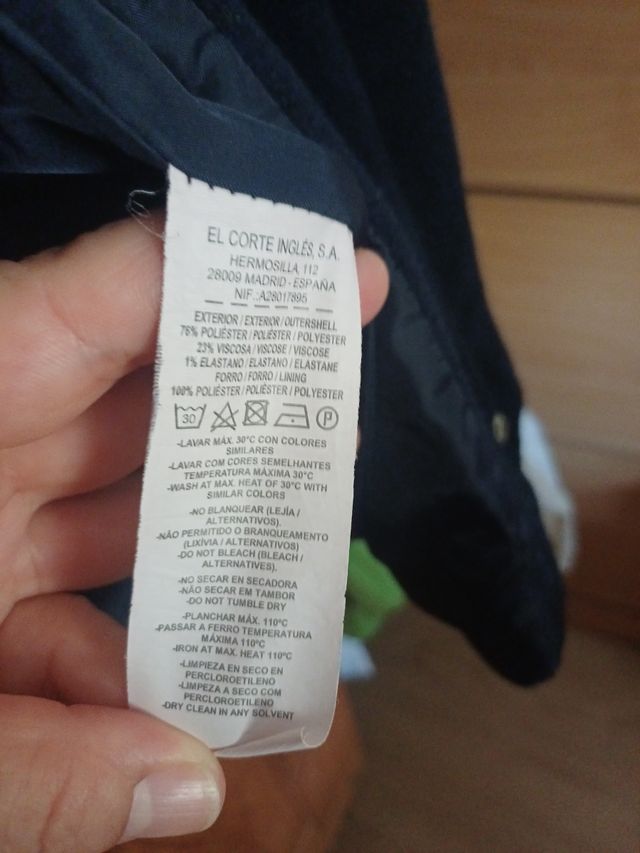 EL CORTE INGLÉS, S.A.
HERMOSILLA, 112
28009 MADRID - ESPAÑA
NIF.:A28017895
EXTERIOR / EXTERIOR / OUTERSHELL
76% POLIÉSTER / POLIÉSTER / POLYESTER
23% VISCOSA / VISCOSE / VISCOSE
1% ELASTANO / ELASTANO / ELASTANE
FORRO / FORRO / LINING
100% POLIÉSTER / POLIÉSTER / POLYESTER
30 P
-LAVAR MÁX. 30°C CON COLORES
SIMILARES
-LAVAR COM CORES SEMELHANTES
TEMPERATURA MÁXIMA 30°C
-WASH AT MAX. HEAT OF 30°C WITH
SIMILAR COLORS
-NO BLANQUEAR (LEJÍA /
ALTERNATIVOS).
-NÃO PERMITIDO O BRANQUEAMENTO
(LIXÍVIA / ALTERNATIVOS)
-DO NOT BLEACH (BLEACH /
ALTERNATIVES).
-NO SECAR EN SECADORA
-NÃO SECAR EM TAMBOR
-DO NOT TUMBLE DRY
-PLANCHAR MÁX. 110°C
-PASSAR A FERRO TEMPERATURA
MÁXIMA 110°C
-IRON AT MAX. HEAT 110°C
-LIMPIEZA EN SECO EN
PERCLOROETILENO
-LIMPEZA A SECO COM
PERCLOROETILENO
-DRY CLEAN IN ANY SOLVENT